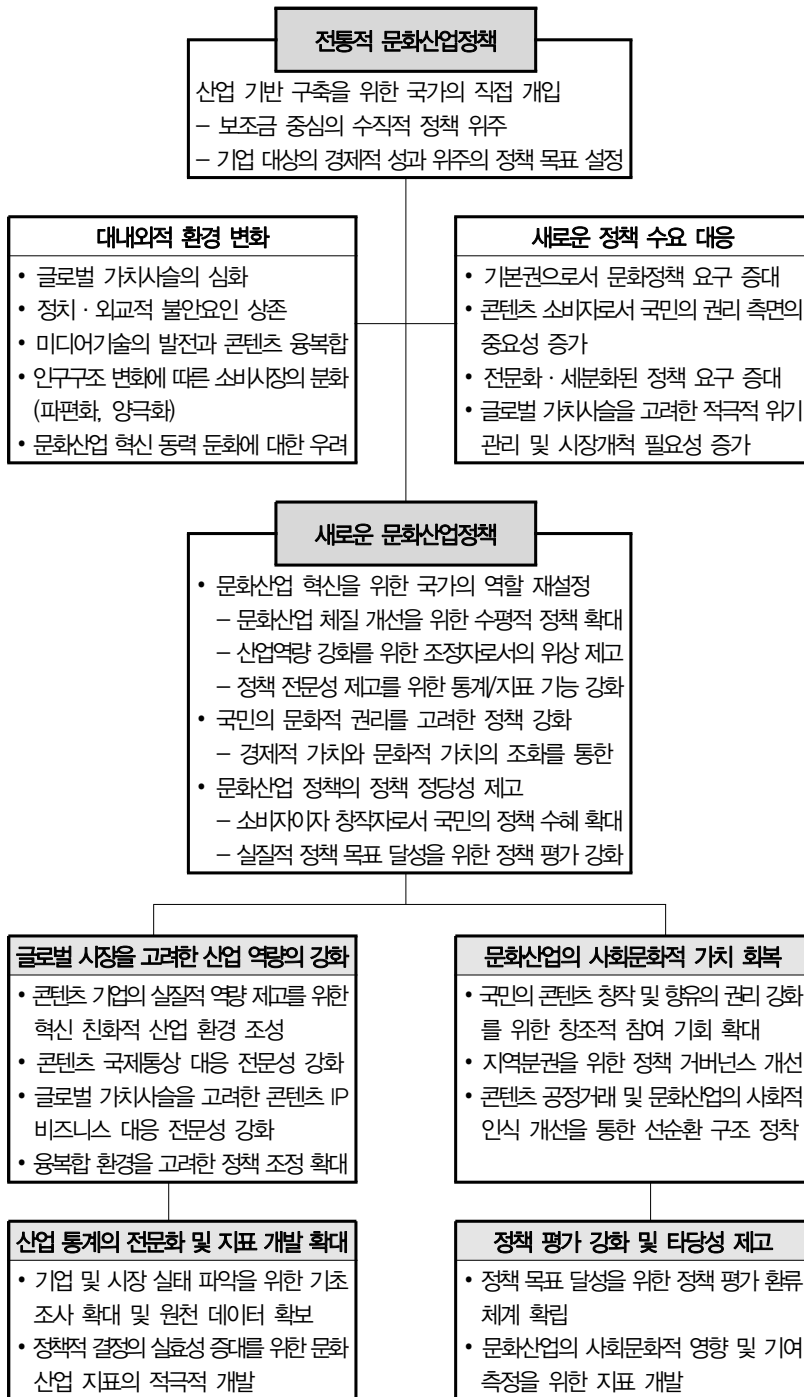 전통적 문화산업정책
산업 기반 구축을 위한 국가의 직접 개입
– 보조금 중심의 수직적 정책 위주
– 기업 대상의 경제적 성과 위주의 정책 목표 설정
대내외적 환경 변화
• 글로벌 가치사슬의 심화
• 정치 · 외교적 불안요인 상존
• 미디어기술의 발전과 콘텐츠 융복합
• 인구구조 변화에 따른 소비시장의 분화
(파편화, 양극화)
• 문화산업 혁신 동력 둔화에 대한 우려
새로운 정책 수요 대응
• 기본권으로서 문화정책 요구 증대
• 콘텐츠 소비자로서 국민의 권리 측면의
중요성 증가
• 전문화 · 세분화된 정책 요구 증대
• 글로벌 가치사슬을 고려한 적극적 위기
관리 및 시장개척 필요성 증가
새로운 문화산업정책
• 문화산업 혁신을 위한 국가의 역할 재설정
– 문화산업 체질 개선을 위한 수평적 정책 확대
– 산업역량 강화를 위한 조정자로서의 위상 제고
– 정책 전문성 제고를 위한 통계/지표 기능 강화
• 국민의 문화적 권리를 고려한 정책 강화
– 경제적 가치와 문화적 가치의 조화를 통한
• 문화산업 정책의 정책 정당성 제고
– 소비자이자 창작자로서 국민의 정책 수혜 확대
– 실질적 정책 목표 달성을 위한 정책 평가 강화
글로벌 시장을 고려한 산업 역량의 강화
• 콘텐츠 기업의 실질적 역량 제고를 위한
혁신 친화적 산업 환경 조성
• 콘텐츠 국제통상 대응 전문성 강화
• 글로벌 가치사슬을 고려한 콘텐츠 IP
비즈니스 대응 전문성 강화
• 융복합 환경을 고려한 정책 조정 확대
문화산업의 사회문화적 가치 회복
• 국민의 콘텐츠 창작 및 향유의 권리 강화
를 위한 창조적 참여 기회 확대
• 지역분권을 위한 정책 거버넌스 개선
• 콘텐츠 공정거래 및 문화산업의 사회적
인식 개선을 통한 선순환 구조 정착
산업 통계의 전문화 및 지표 개발 확대
• 기업 및 시장 실태 파악을 위한 기초
조사 확대 및 원천 데이터 확보
• 정책적 결정의 실효성 증대를 위한 문화
산업 지표의 적극적 개발
정책 평가 강화 및 타당성 제고
• 정책 목표 달성을 위한 정책 평가 환류
체계 확립
• 문화산업의 사회문화적 영향 및 기여
측정을 위한 지표 개발